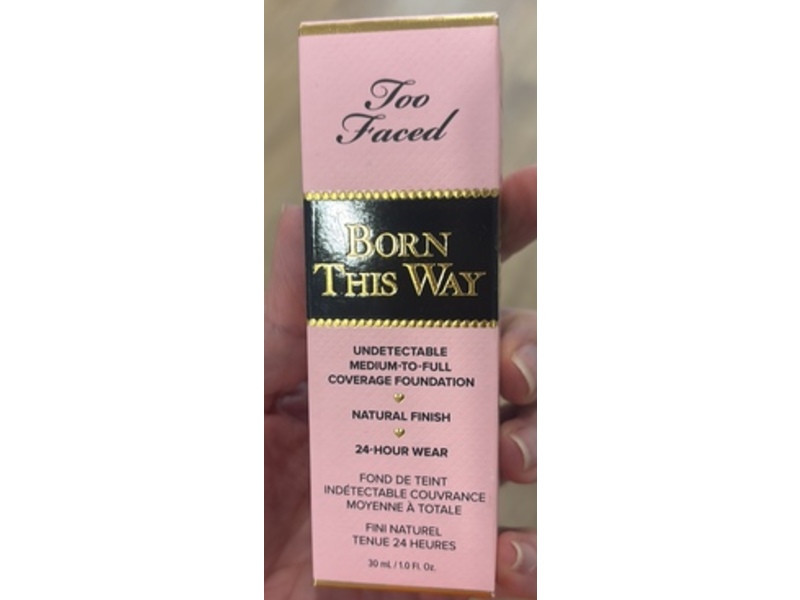 Too
Faced
BORN
THIS WAY
UNDETECTABLE
MEDIUM-TO-FULL
COVERAGE FOUNDATION
NATURAL FINISH
24-HOUR WEAR
FOND DE TEINT
INDÉTECTABLE COUVRANCE
MOYENNE À TOTALE
FINI NATUREL
TENUE 24 HEURES
30 mL / 1.0 Fl. Oz.